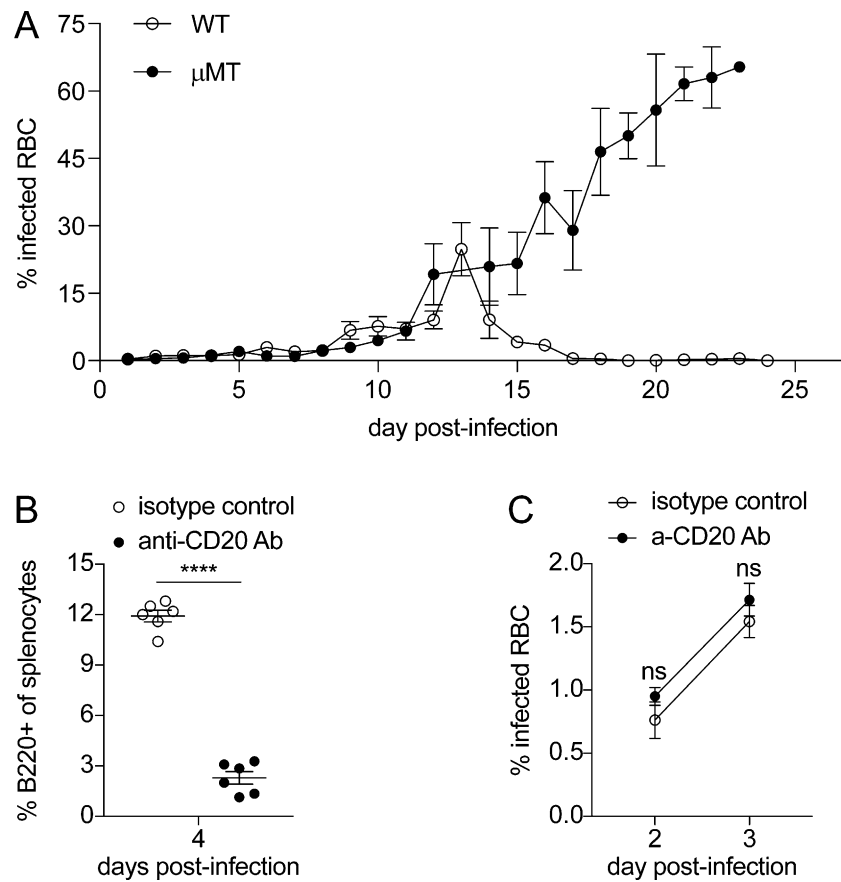 A
WT
μMT
75
60
45
30
15
0
% infected RBC
0 5 10 15 20 25
day post-infection
B
isotype control
anti-CD20 Ab
15
12
9
6
3
0
% B220+ of splenocytes
****
4
days post-infection
C
isotype control
a-CD20 Ab
2.0
1.5
1.0
0.5
0.0
% infected RBC
ns
ns
2 3
day post-infection